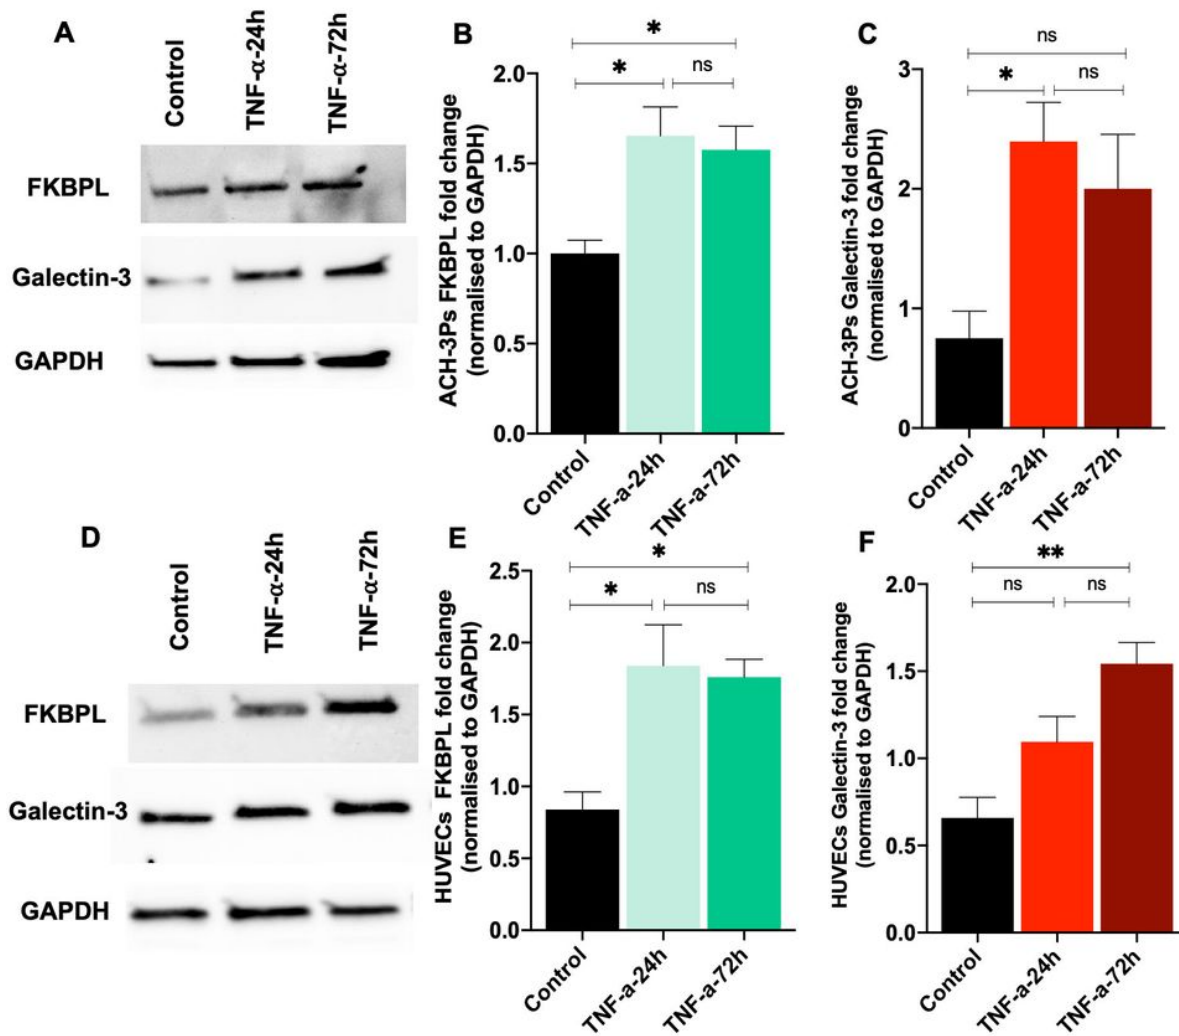 A
Control
TNF-α-24h
TNF-α-72h
FKBPL
Galectin-3
GAPDH
B
*
*
ns
ACH-3Ps FKBPL fold change
(normalised to GAPDH)
2.0
1.5
1.0
0.5
0.0
Control
TNF-a-24h
TNF-a-72h
C
ns
*
ns
ACH-3Ps Galectin-3 fold change
(normalised to GAPDH)
3
2
1
0
Control
TNF-a-24h
TNF-a-72h
D
Control
TNF-α-24h
TNF-α-72h
FKBPL
Galectin-3
GAPDH
E
*
*
ns
HUVECs FKBPL fold change
(normalised to GAPDH)
2.5
2.0
1.5
1.0
0.5
0.0
Control
TNF-a-24h
TNF-a-72h
F
**
ns
ns
HUVECs Galectin-3 fold change
(normalised to GAPDH)
2.0
1.5
1.0
0.5
0.0
Control
TNF-a-24h
TNF-a-72h